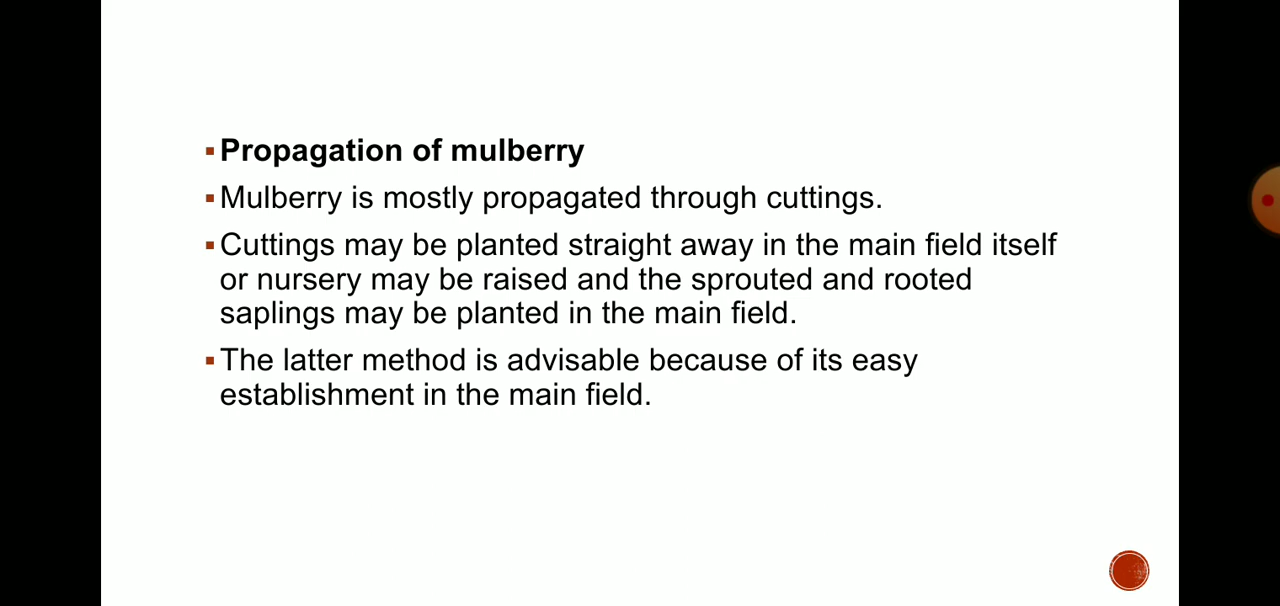 Propagation of mulberry
Mulberry is mostly propagated through cuttings.
Cuttings may be planted straight away in the main field itself
or nursery may be raised and the sprouted and rooted
saplings may be planted in the main field.
The latter method is advisable because of its easy
establishment in the main field.